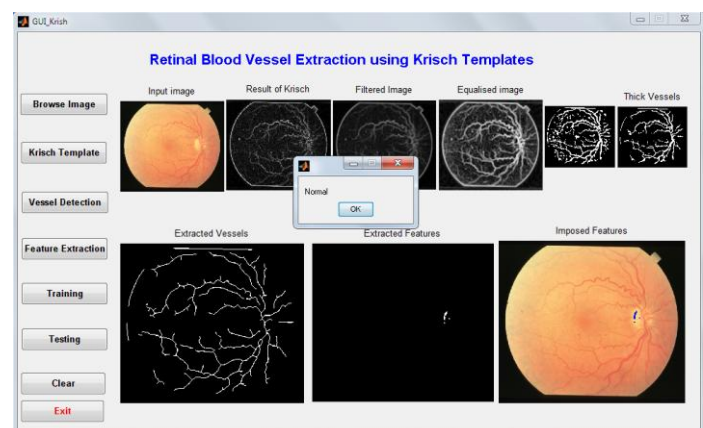 GUI_Krish
Retinal Blood Vessel Extraction using Krisch Templates
Browse Image
Krisch Template
Vessel Detection
Feature Extraction
Training
Testing
Clear
Exit
Input image
Result of Krisch
Filtered Image
Equalised image
Thick Vessels
Normal
OK
Extracted Vessels
Extracted Features
Imposed Features